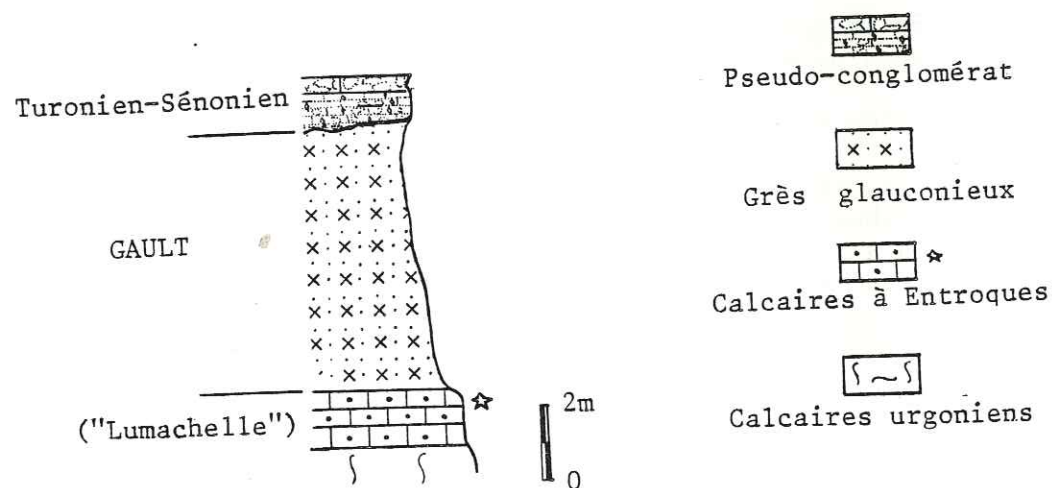 Turonien-Sénonien
GAULT
("Lumachelle")
2m
0
Pseudo-conglomérat
Grès glauconieux
Calcaires à Entroques
Calcaires urgoniens